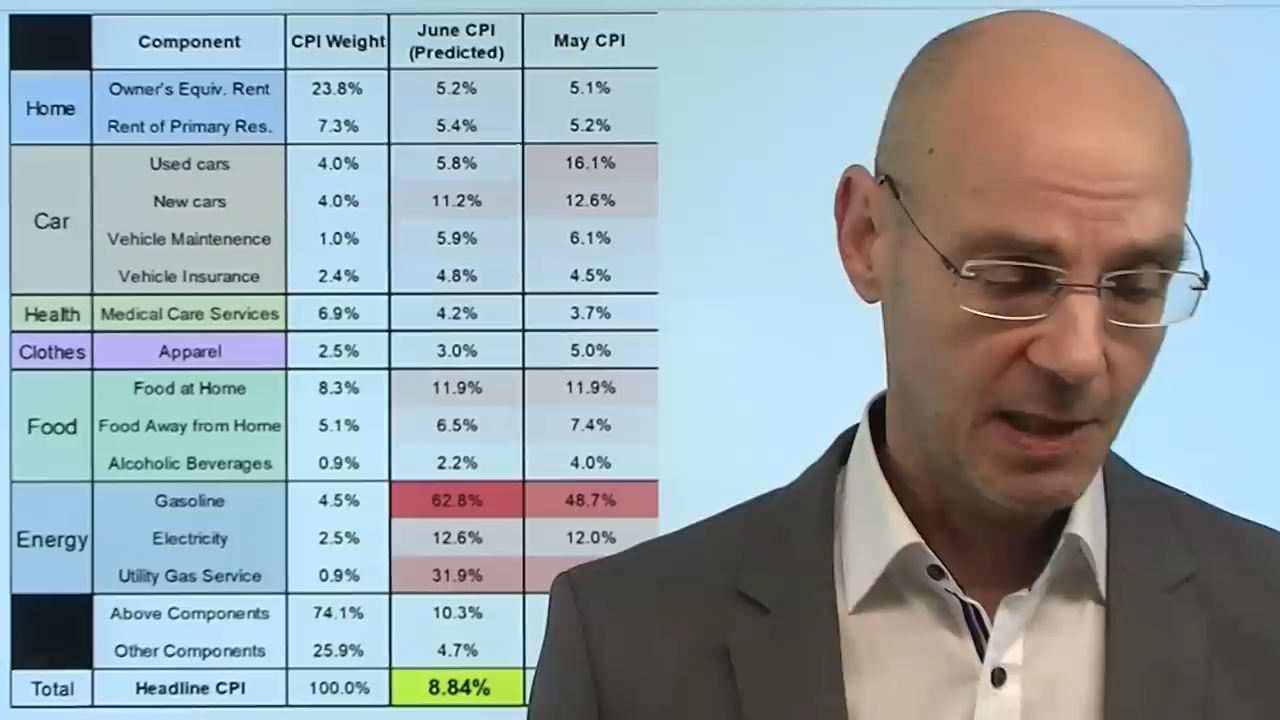 Component CPI Weight June CPI (Predicted) May CPI
Home
Owner's Equiv. Rent 23.8% 5.2% 5.1%
Rent of Primary Res. 7.3% 5.4% 5.2%
Car
Used cars 4.0% 5.8% 16.1%
New cars 4.0% 11.2% 12.6%
Vehicle Maintenence 1.0% 5.9% 6.1%
Vehicle Insurance 2.4% 4.8% 4.5%
Health Medical Care Services 6.9% 4.2% 3.7%
Clothes Apparel 2.5% 3.0% 5.0%
Food
Food at Home 8.3% 11.9% 11.9%
Food Away from Home 5.1% 6.5% 7.4%
Alcoholic Beverages 0.9% 2.2% 4.0%
Energy
Gasoline 4.5% 62.8% 48.7%
Electricity 2.5% 12.6% 12.0%
Utility Gas Service 0.9% 31.9%
Above Components 74.1% 10.3%
Other Components 25.9% 4.7%
Total Headline CPI 100.0% 8.84%